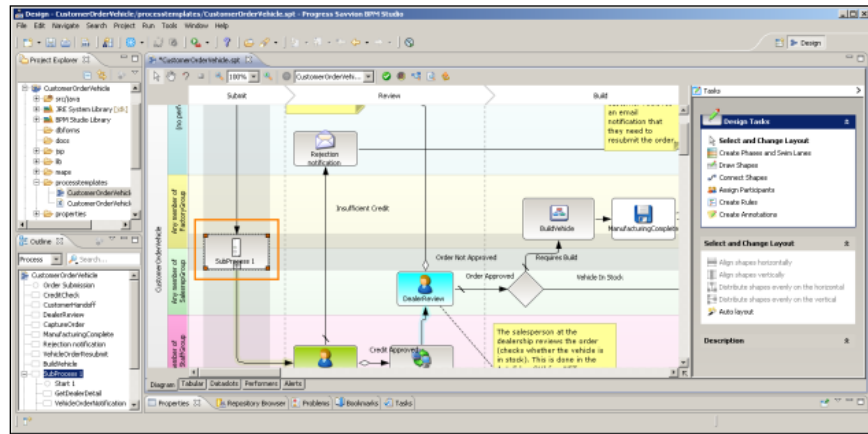 Design - CustomerOrderVehicle/processtemplates/CustomerOrderVehicle.spt - Progress Savvion BPM Studio
File Edit Navigate Search Project Run Tools Window Help
Design
Project Explorer
CustomerOrderVehicle
src/java
JRE System Library [jdk]
BPM Studio Library
dbforms
docs
jsp
lib
maps
processtemplates
CustomerOrderVehicl
CustomerOrderVehicl
properties
Outline
Process
Search...
CustomerOrderVehicle
Order Submission
CreditCheck
CustomerHandoff
DealerReview
CaptureOrder
ManufacturingComplete
Rejection notification
VehicleOrderResubmit
BuildVehicle
SubProcess 1
Start 1
GetDealerDetail
VehicleOrderNotification
*CustomerOrderVehicle.spt
100%
CustomerOrderVehi...
Submit
Review
Build
CustomerOrderVehicle
(no perf
Any member of
FactoryGroup
Any member of
SalesrepGroup
member of
StaffGroup
an email
notification that
they need to
resubmit the order
Rejection
notification
Insufficient Credit
SubProcess 1
BuildVehicle
ManufacturingComplete
Order Not Approved
Requires Build
Order Approved
Vehicle In Stock
DealerReview
Credit Approved
The salesperson at the
dealership reviews the order
(checks whether the vehicle is
in stock). This is done in the
Diagram
Tabular
Dataslots
Performers
Alerts
Tasks
Design Tasks
Select and Change Layout
Create Phases and Swim Lanes
Draw Shapes
Connect Shapes
Assign Participants
Create Rules
Create Annotations
Select and Change Layout
Align shapes horizontally
Align shapes vertically
Distribute shapes evenly on the horizontal
Distribute shapes evenly on the vertical
Auto layout
Description
Properties
Repository Browser
Problems
Bookmarks
Tasks